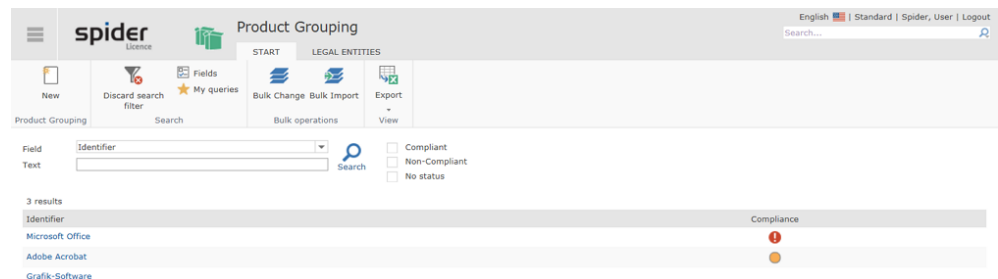 English | Standard | Spider, User | Logout
spider
Licence
Product Grouping
Search...
START LEGAL ENTITIES
New
Discard search filter
Fields
My queries
Bulk Change
Bulk Import
Export
Product Grouping
Search
Bulk operations
View
Field Identifier
Text
Search
Compliant
Non-Compliant
No status
3 results
Identifier Compliance
Microsoft Office
Adobe Acrobat
Grafik-Software